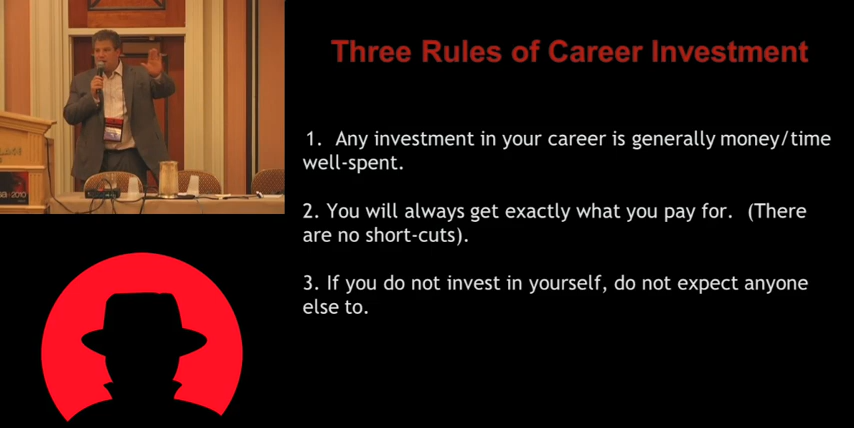 Three Rules of Career Investment
1. Any investment in your career is generally money/time
well-spent.
2. You will always get exactly what you pay for. (There
are no short-cuts).
3. If you do not invest in yourself, do not expect anyone
else to.
2010